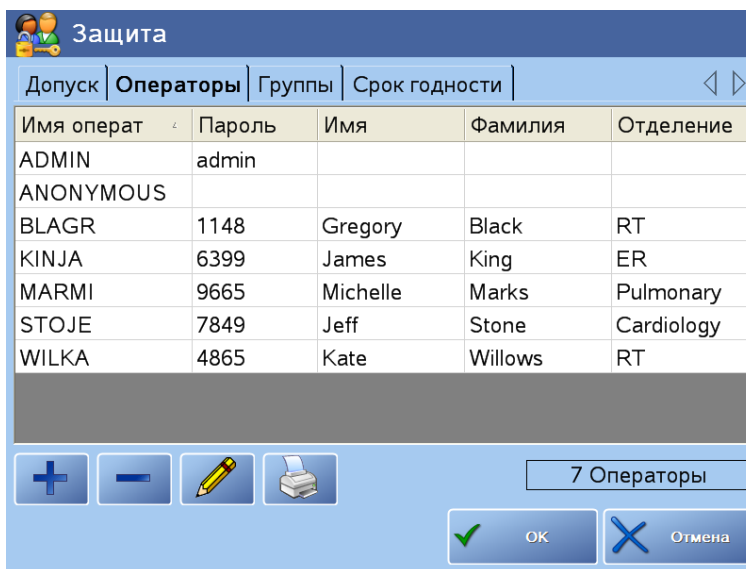 Защита
Допуск Операторы Группы Срок годности
Имя операт Пароль Имя Фамилия Отделение
ADMIN admin
ANONYMOUS
BLAGR 1148 Gregory Black RT
KINJA 6399 James King ER
MARMI 9665 Michelle Marks Pulmonary
STOJE 7849 Jeff Stone Cardiology
WILKA 4865 Kate Willows RT
7 Операторы
ОК Отмена